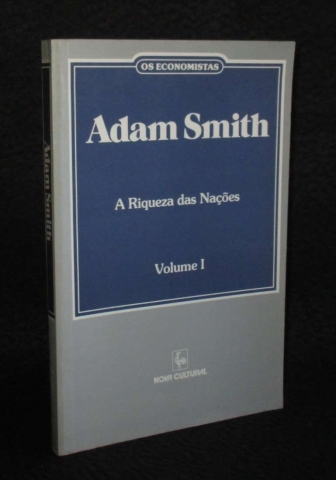 OS ECONOMISTAS
Adam Smith
A Riqueza das Nações
Volume I
NOVA CULTURAL
Adam Smith